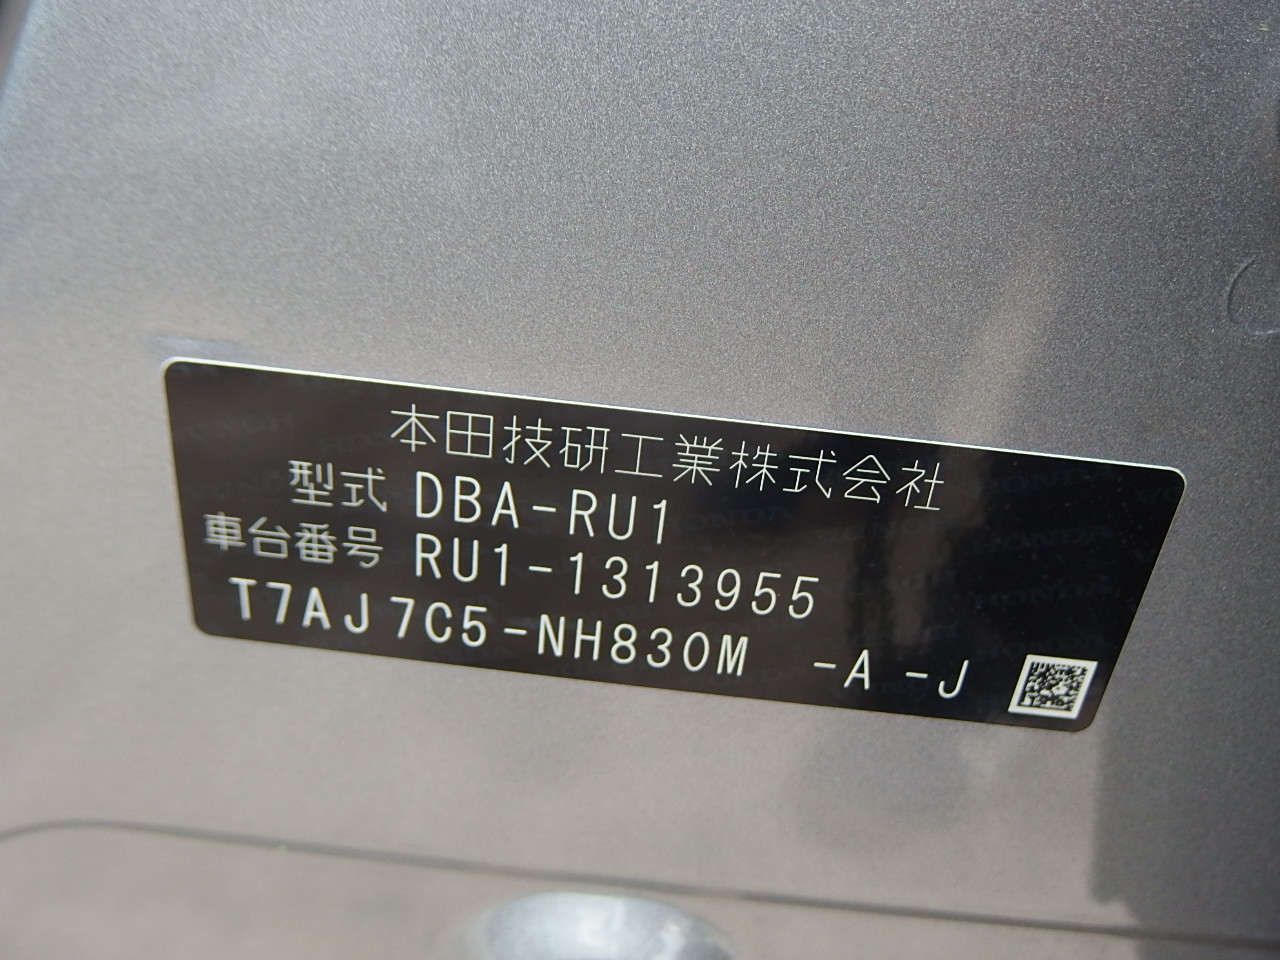 本田技研工業株式会社
型式 DBA-RU1
車台番号 RU1-1313955
T7AJ7C5-NH830M -A -J